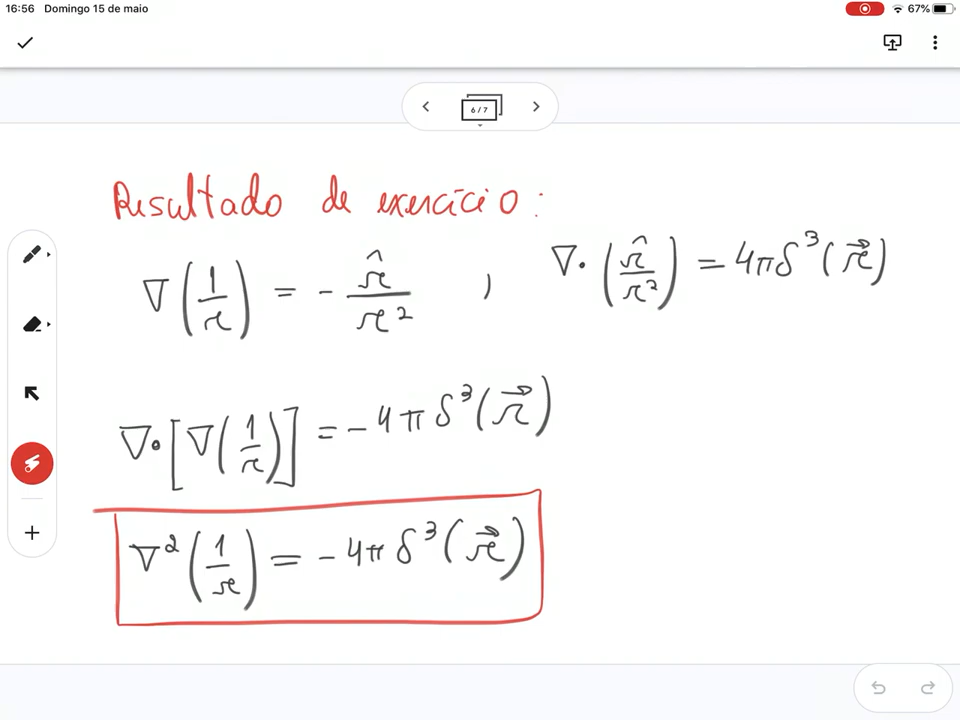 16:56 Domingo 15 de maio 67%
6/7
Resultado de exercício:
∇(1/r) = - r̂/r² , ∇·(r̂/r²) = 4πδ³(r⃗)
∇·[∇(1/r)] = -4πδ³(r⃗)
∇²(1/r) = -4πδ³(r⃗)